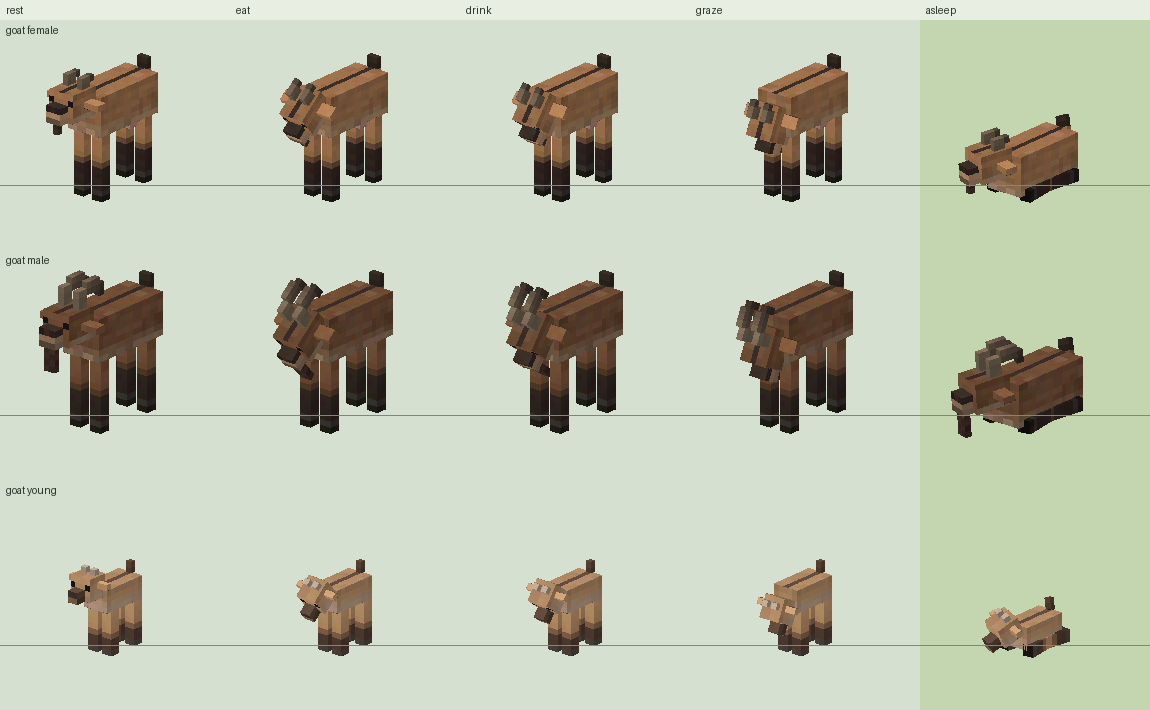 rest eat drink graze asleep
goat female
goat male
goat young